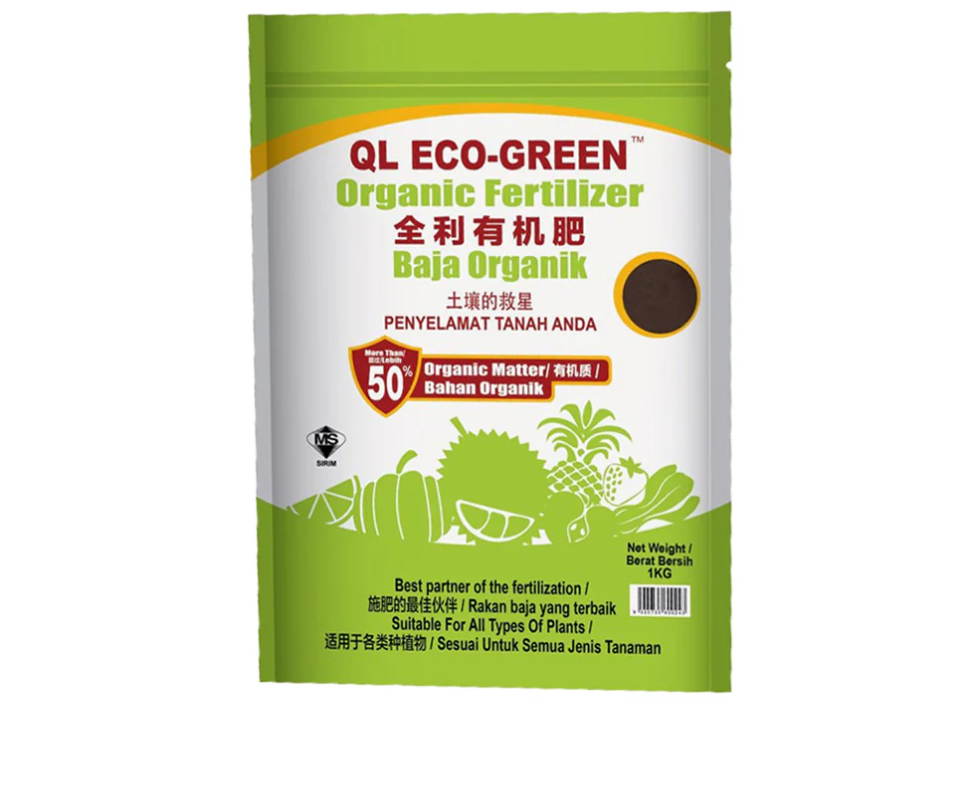 QL ECO-GREEN™
Organic Fertilizer
全利有机肥
Baja Organik
土壤的救星
PENYELAMAT TANAH ANDA
More Than/
超过/Lebih
50%
Organic Matter/ 有机质 /
Bahan Organik
MS
SIRIM
Net Weight /
Berat Bersih
1KG
Best partner of the fertilization /
施肥的最佳伙伴 / Rakan baja yang terbaik
Suitable For All Types Of Plants /
适用于各类种植物 / Sesuai Untuk Semua Jenis Tanaman